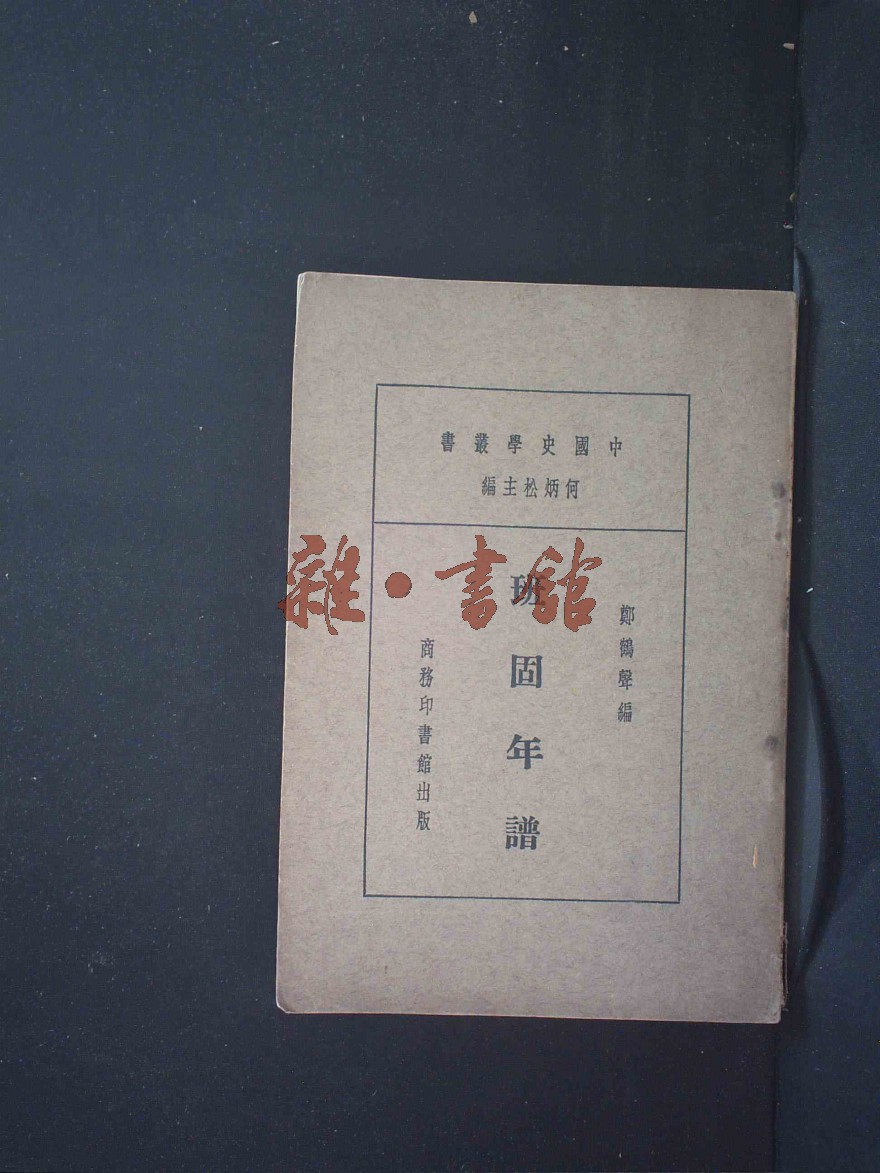 中國史學叢書
何炳松主編
鄭鶴聲編
班固年譜
商務印書館出版
雜·書館